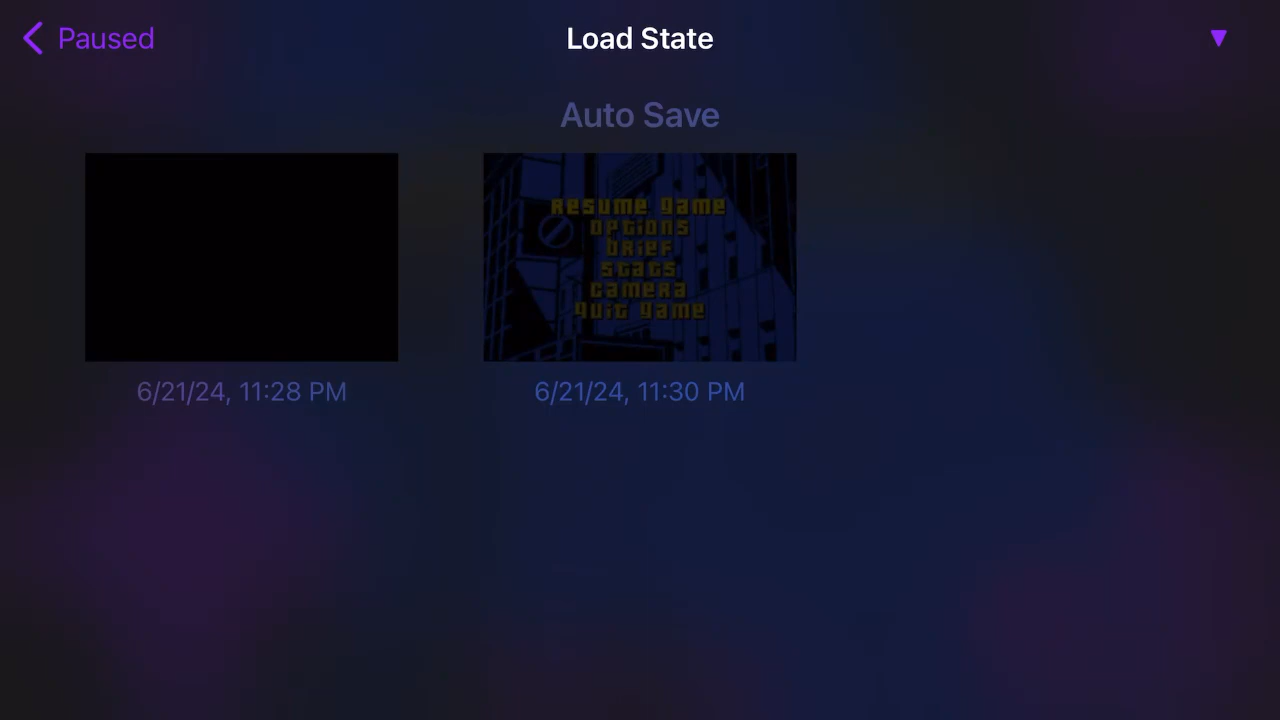 Paused
Load State
Auto Save
Resume game
options
brief
stats
camera
quit game
6/21/24, 11:28 PM
6/21/24, 11:30 PM